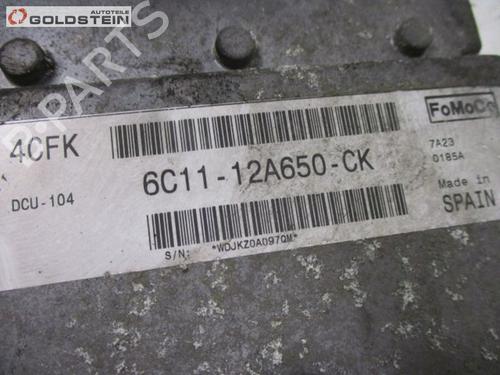 Autoteile
GOLDSTEIN
B-PARTS
FoMoCo
4CFK
7A23
0185A
6C11-12A650-CK
DCU-104
Made in
SPAIN
S/N: *WDJKZ0A097QM*